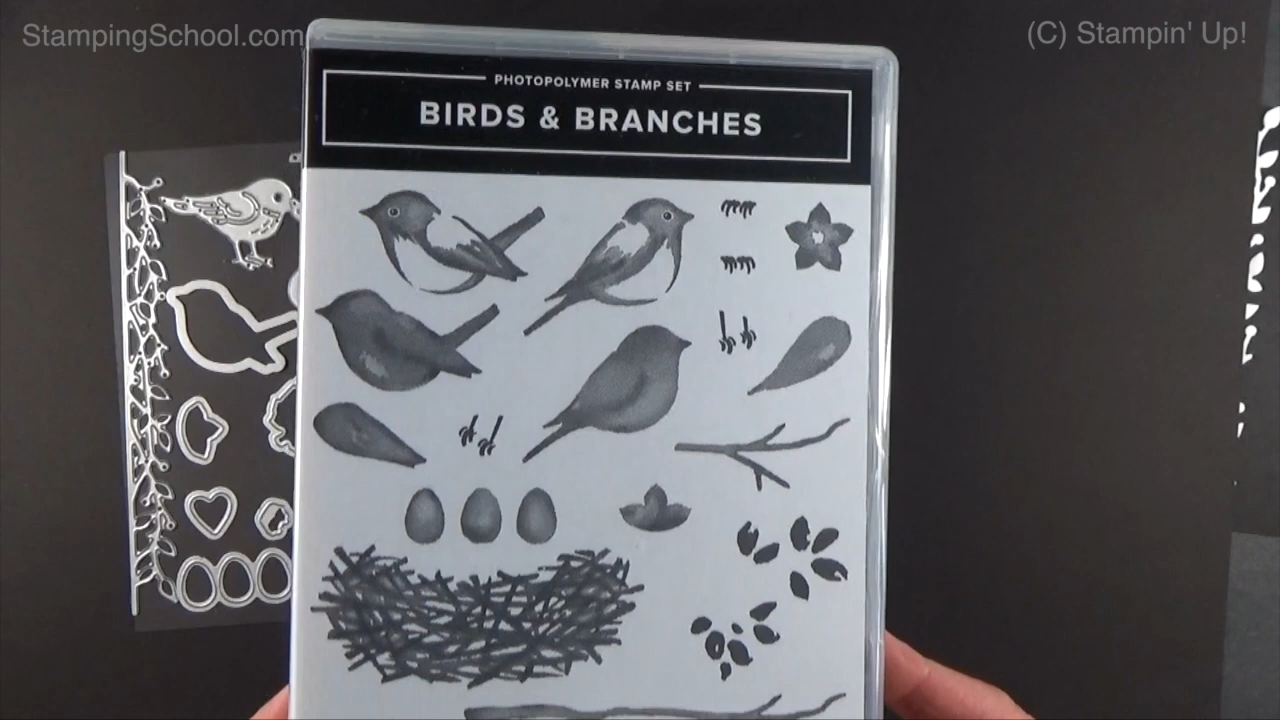 StampingSchool.com
(C) Stampin' Up!
PHOTOPOLYMER STAMP SET
BIRDS & BRANCHES